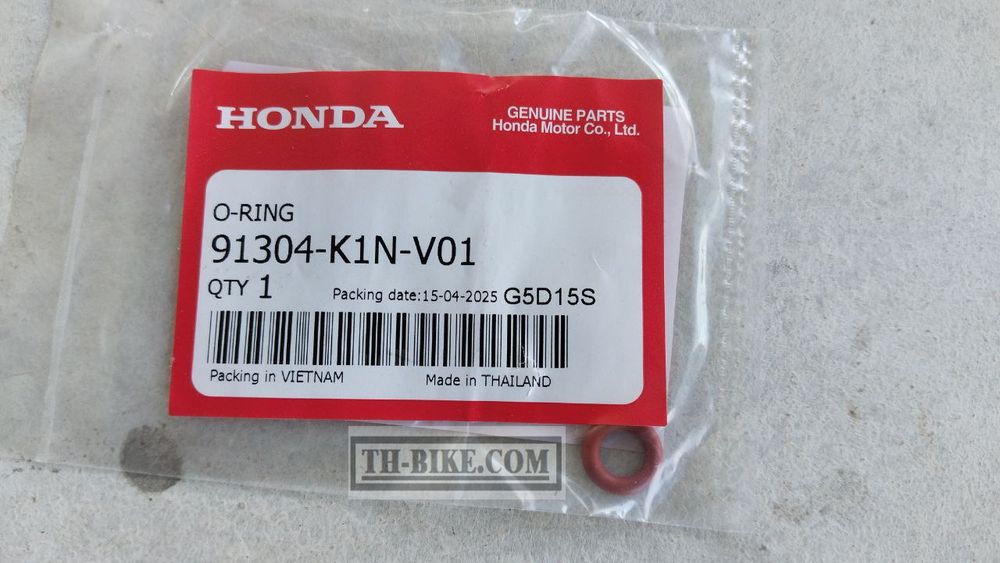 HONDA
GENUINE PARTS
Honda Motor Co., Ltd.
O-RING
91304-K1N-V01
QTY 1 Packing date:15-04-2025 G5D15S
Packing in VIETNAM Made in THAILAND
TH-BIKE.COM